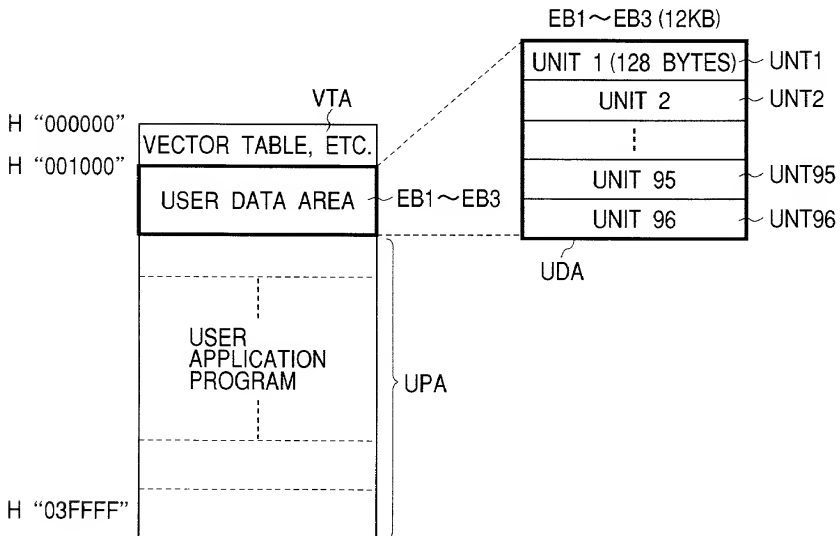 EB1～EB3 (12KB)
UNIT 1 (128 BYTES)
UNT1
UNIT 2
UNT2
UNIT 95
UNT95
UNIT 96
UNT96
UDA
VTA
H “000000”
VECTOR TABLE, ETC.
H “001000”
USER DATA AREA
EB1～EB3
USER
APPLICATION
PROGRAM
UPA
H “03FFFF”